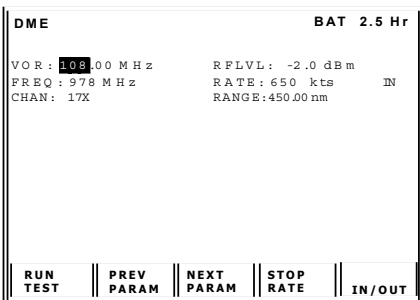 DME BAT 2.5 Hr
VOR: 108.00 MHz RFLVL: -2.0 dBm
FREQ: 978 MHz RATE: 650 kts IN
CHAN: 17X RANGE:450.00 nm
RUN TEST PREV PARAM NEXT PARAM STOP RATE IN/OUT